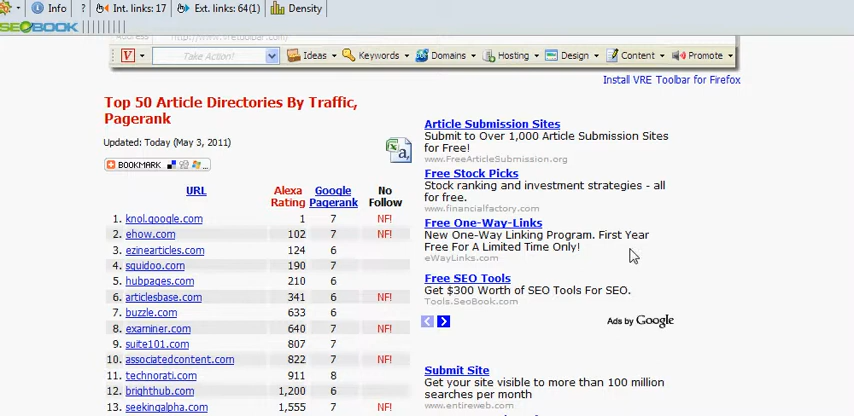 Info ? Int. links: 17 Ext. links: 64(1) Density
SEOBOOK
http://www.vretoolbar.com/
V Take Action! Ideas Keywords Domains Hosting Design Content Promote
Install VRE Toolbar for Firefox
Top 50 Article Directories By Traffic,
Pagerank
Updated: Today (May 3, 2011)
BOOKMARK
URL Alexa Rating Google Pagerank No Follow
1. knol.google.com 1 7 NF!
2. ehow.com 102 7 NF!
3. ezinearticles.com 124 6
4. squidoo.com 190 7
5. hubpages.com 210 6
6. articlesbase.com 341 6 NF!
7. buzzle.com 633 6
8. examiner.com 640 7 NF!
9. suite101.com 807 7
10. associatedcontent.com 822 7 NF!
11. technorati.com 911 8
12. brighthub.com 1,200 6
13. seekingalpha.com 1,555 7 NF!
Article Submission Sites
Submit to Over 1,000 Article Submission Sites
for Free!
www.FreeArticleSubmission.org
Free Stock Picks
Stock ranking and investment strategies - all
for free.
www.financialfactory.com
Free One-Way-Links
New One-Way Linking Program. First Year
Free For A Limited Time Only!
eWayLinks.com
Free SEO Tools
Get $300 Worth of SEO Tools For SEO.
Tools.SeoBook.com
Ads by Google
Submit Site
Get your site visible to more than 100 million
searches per month
www.entireweb.com